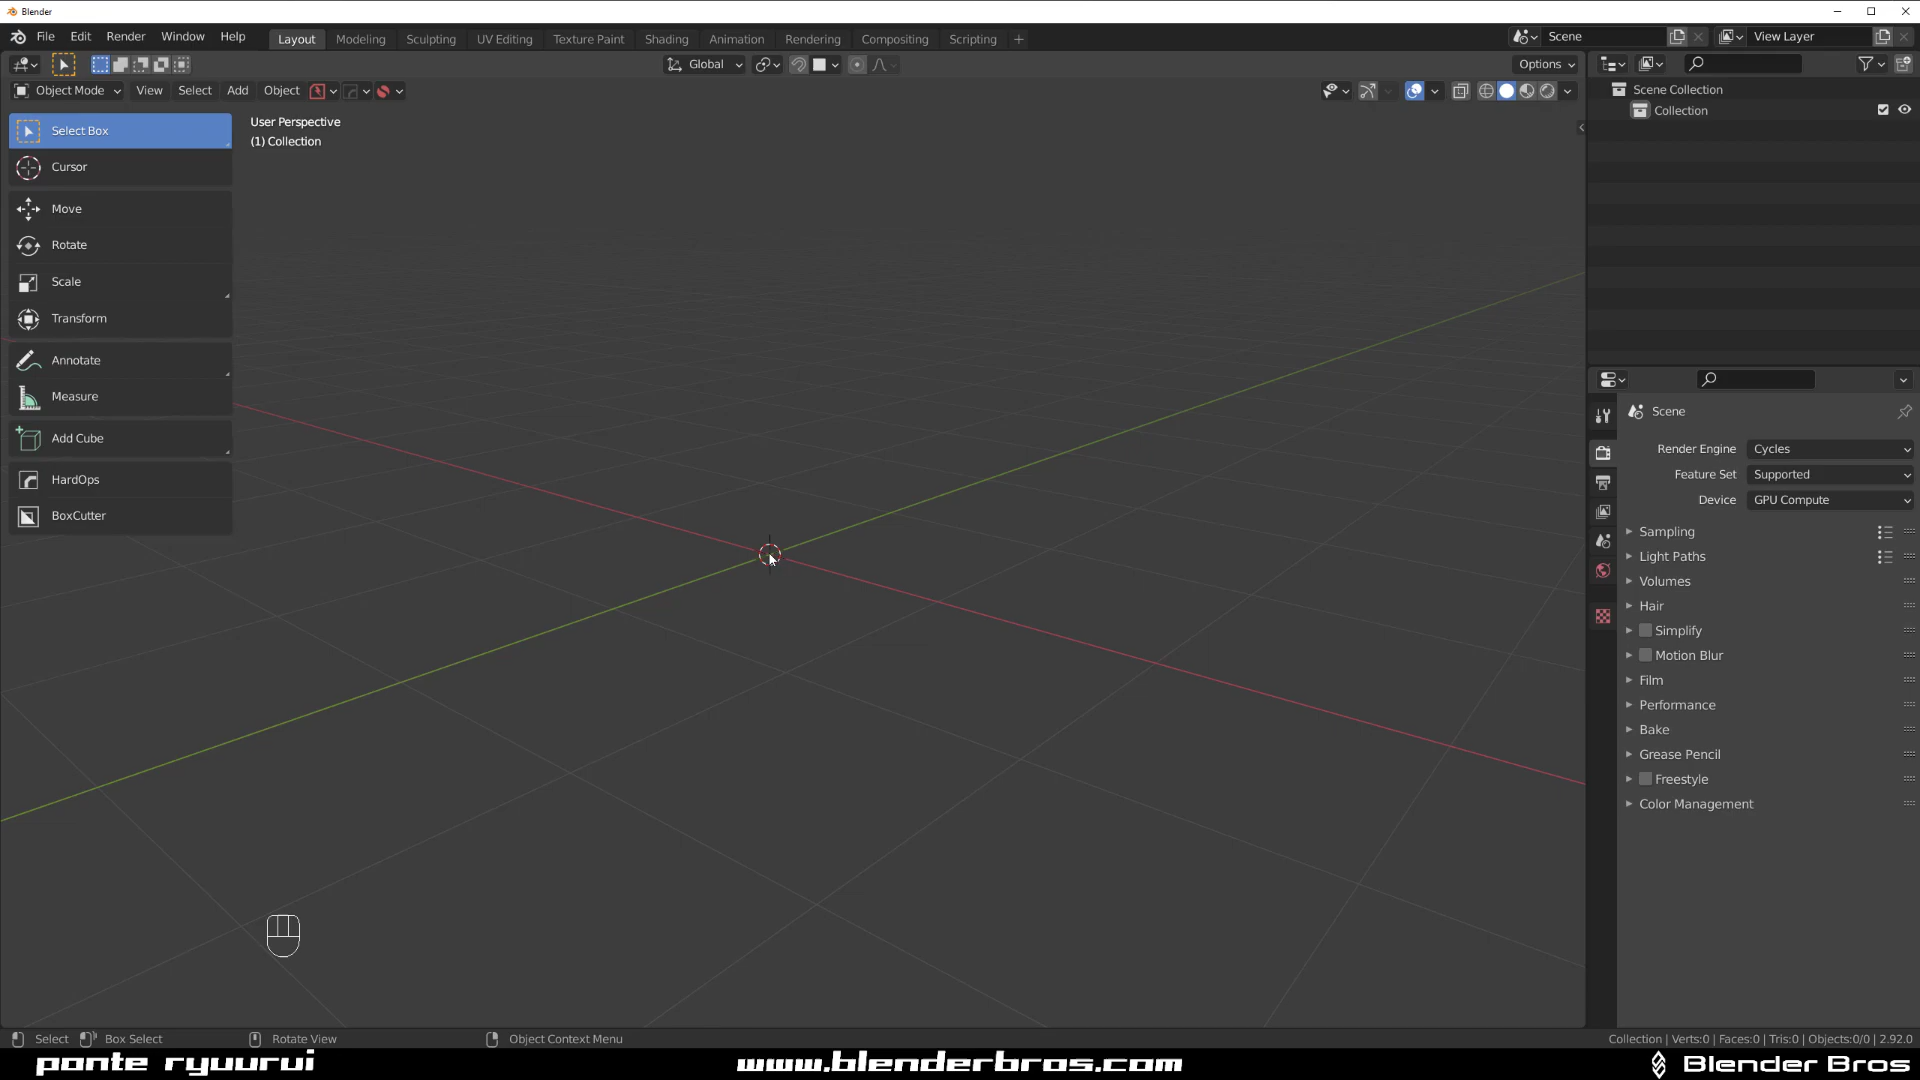 Blender
File Edit Render Window Help Layout Modeling Sculpting UV Editing Texture Paint Shading Animation Rendering Compositing Scripting + Scene View Layer
Global Options
Object Mode View Select Add Object
Select Box
Cursor
Move
Rotate
Scale
Transform
Annotate
Measure
Add Cube
HardOps
BoxCutter
User Perspective
(1) Collection
Scene Collection
Collection
Scene
Render Engine Cycles
Feature Set Supported
Device GPU Compute
Sampling
Light Paths
Volumes
Hair
Simplify
Motion Blur
Film
Performance
Bake
Grease Pencil
Freestyle
Color Management
Select Box Select Rotate View Object Context Menu Collection | Verts:0 | Faces:0 | Tris:0 | Objects:0/0 | 2.92.0
ponte ryuurui www.blenderbros.com Blender Bros